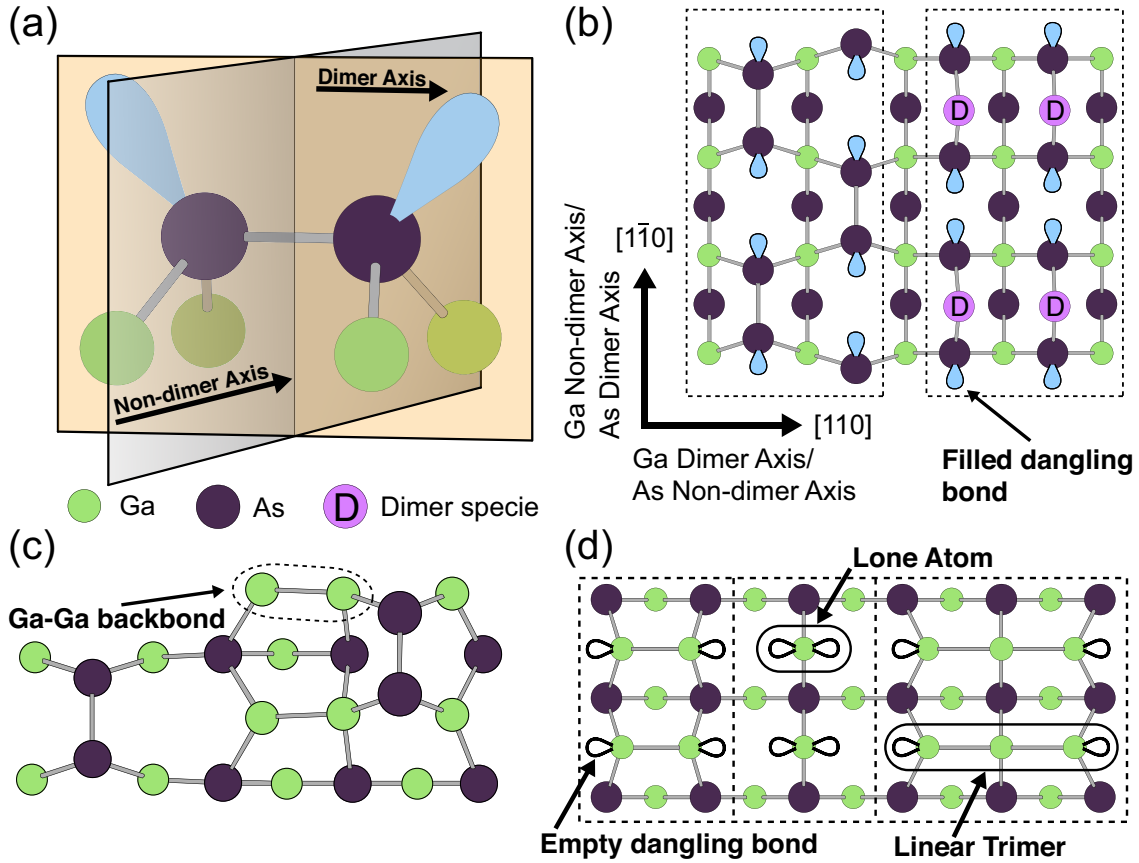 (a)
Dimer Axis
Non-dimer Axis
Ga
As
D
Dimer specie
(b)
D
D
D
D
[11̄0]
Ga Non-dimer Axis/
As Dimer Axis
[110]
Ga Dimer Axis/
As Non-dimer Axis
Filled dangling
bond
(c)
Ga-Ga backbond
(d)
Lone Atom
Empty dangling bond
Linear Trimer